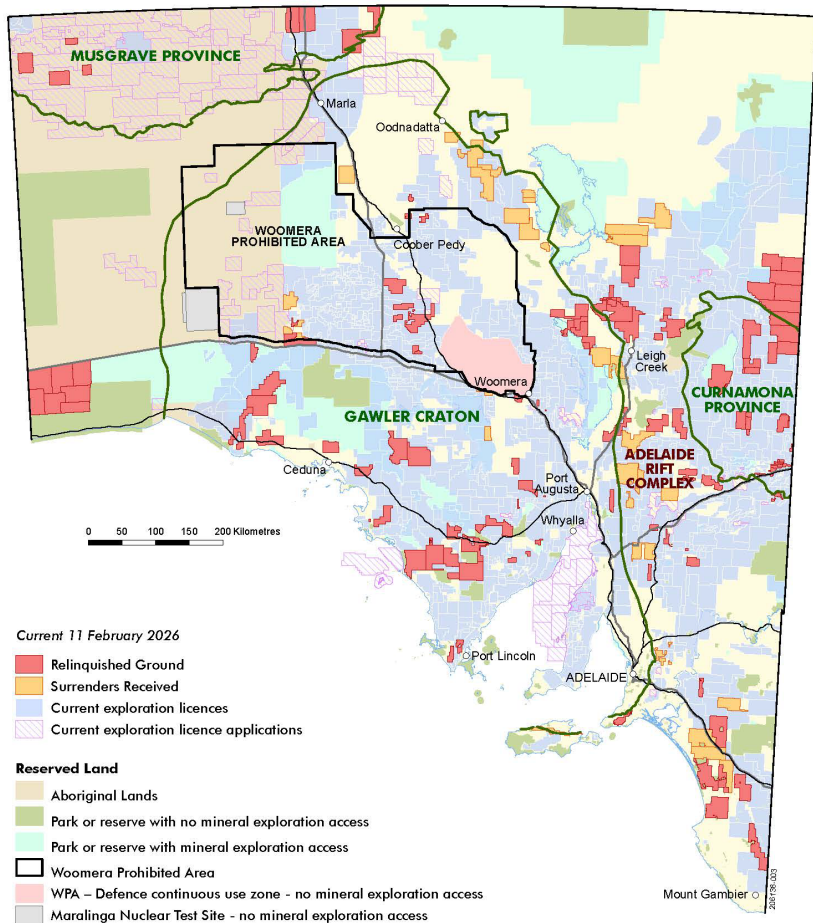 MUSGRAVE PROVINCE
Marla
Oodnadatta
WOOMERA
PROHIBITED AREA
Coober Pedy
Leigh
Creek
Woomera
CURNAMONA
PROVINCE
GAWLER CRATON
ADELAIDE
RIFT
COMPLEX
Ceduna
Port
Augusta
Whyalla
0 50 100 150 200 Kilometres
Port Lincoln
ADELAIDE
Mount Gambier
206136-003
Current 11 February 2026
Relinquished Ground
Surrenders Received
Current exploration licences
Current exploration licence applications
Reserved Land
Aboriginal Lands
Park or reserve with no mineral exploration access
Park or reserve with mineral exploration access
Woomera Prohibited Area
WPA – Defence continuous use zone - no mineral exploration access
Maralinga Nuclear Test Site - no mineral exploration access